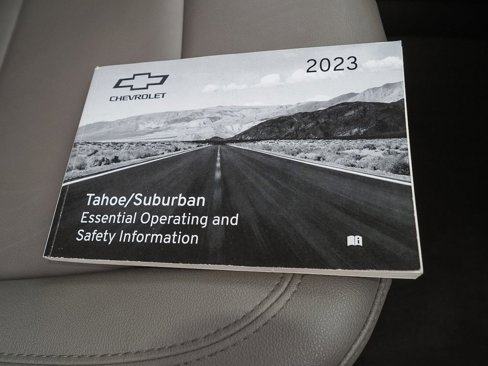 2023
CHEVROLET
Tahoe/Suburban
Essential Operating and
Safety Information